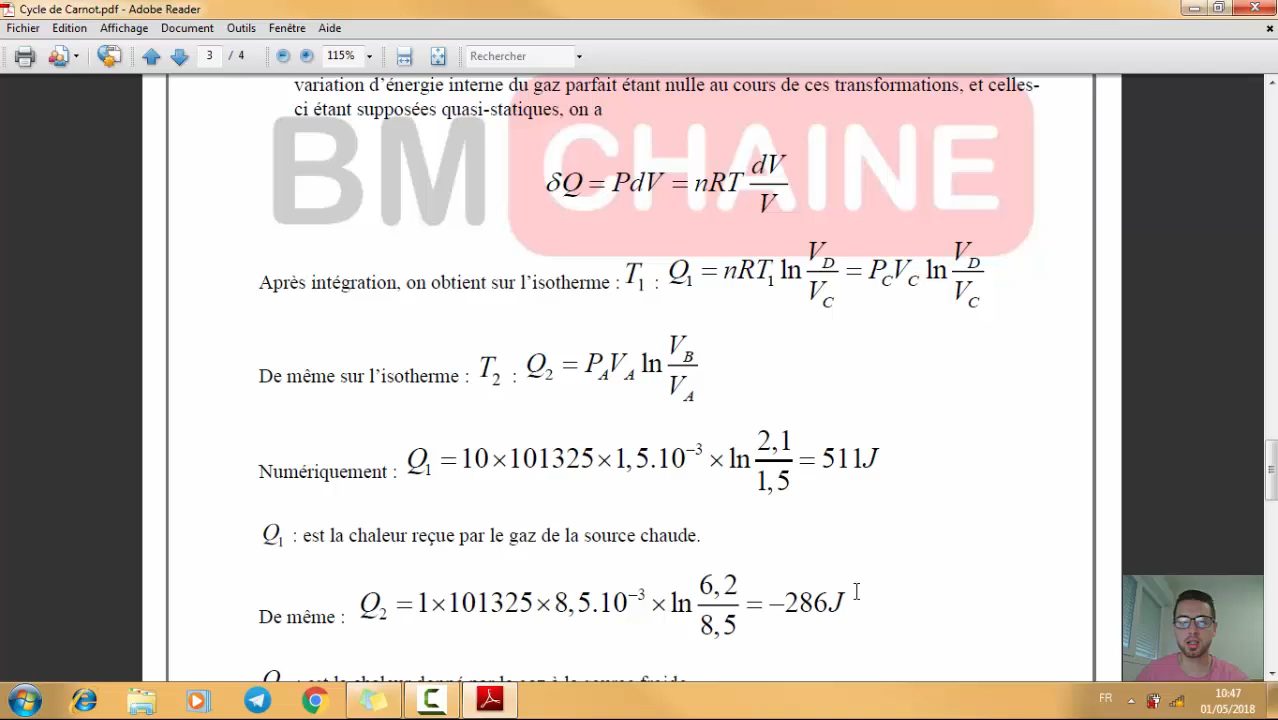 Cycle de Carnot.pdf - Adobe Reader
Fichier Edition Affichage Document Outils Fenêtre Aide
3 / 4 115% Rechercher
variation d'énergie interne du gaz parfait étant nulle au cours de ces transformations, et celles-
ci étant supposées quasi-statiques, on a
BM CHAINE
δQ = PdV = nRT dV/V
Après intégration, on obtient sur l'isotherme : T₁ : Q₁ = nRT₁ ln V_D/V_C = P_C V_C ln V_D/V_C
De même sur l'isotherme : T₂ : Q₂ = P_A V_A ln V_B/V_A
Numériquement : Q₁ = 10×101325×1,5.10⁻³ × ln 2,1/1,5 = 511J
Q₁ : est la chaleur reçue par le gaz de la source chaude.
De même : Q₂ = 1×101325×8,5.10⁻³ × ln 6,2/8,5 = −286J
FR 10:47
01/05/2018